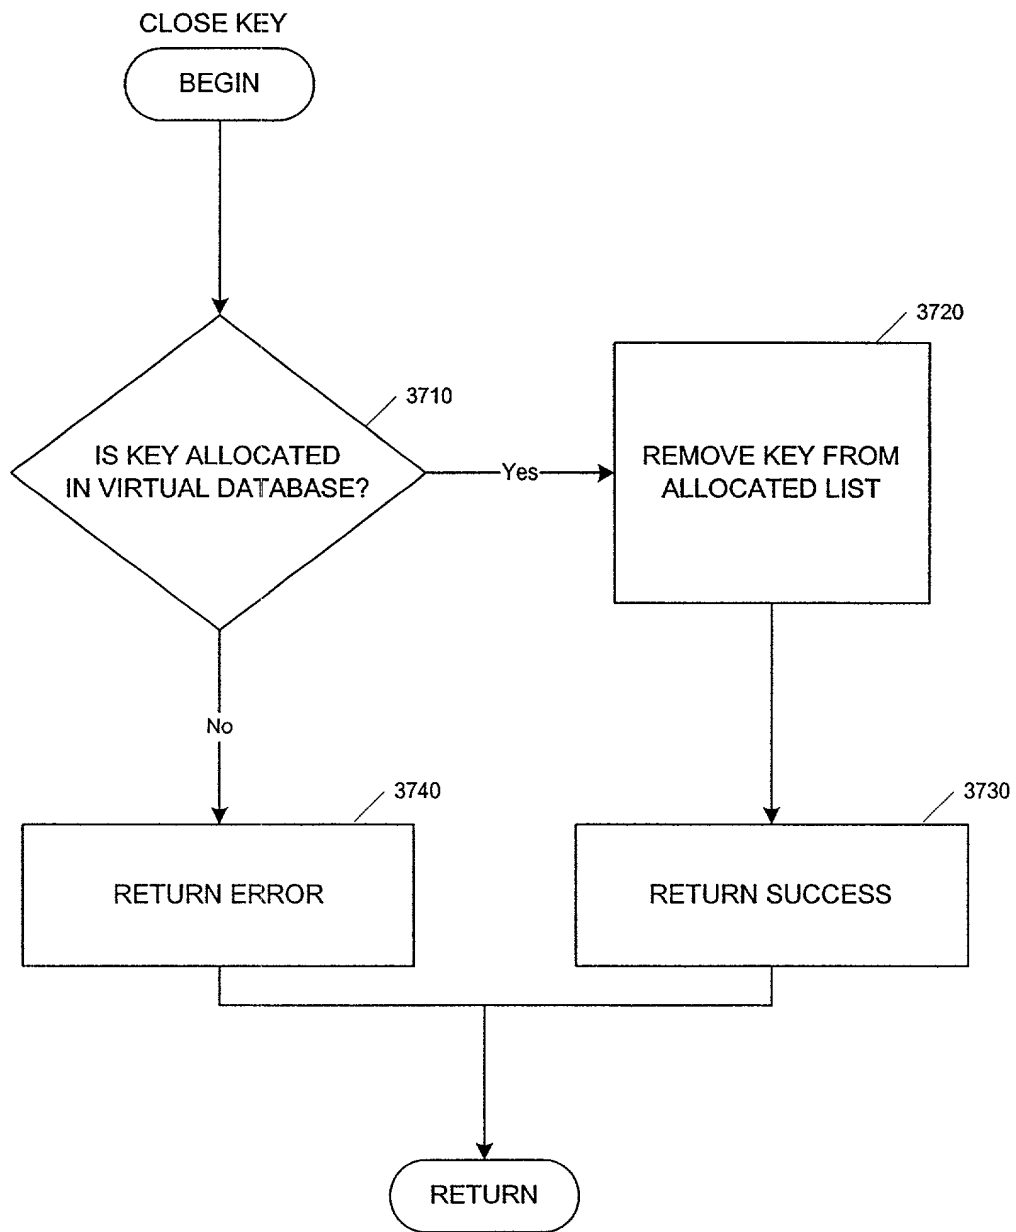 CLOSE KEY
BEGIN
3710
IS KEY ALLOCATED
IN VIRTUAL DATABASE?
Yes
3720
REMOVE KEY FROM
ALLOCATED LIST
No
3740
RETURN ERROR
3730
RETURN SUCCESS
RETURN